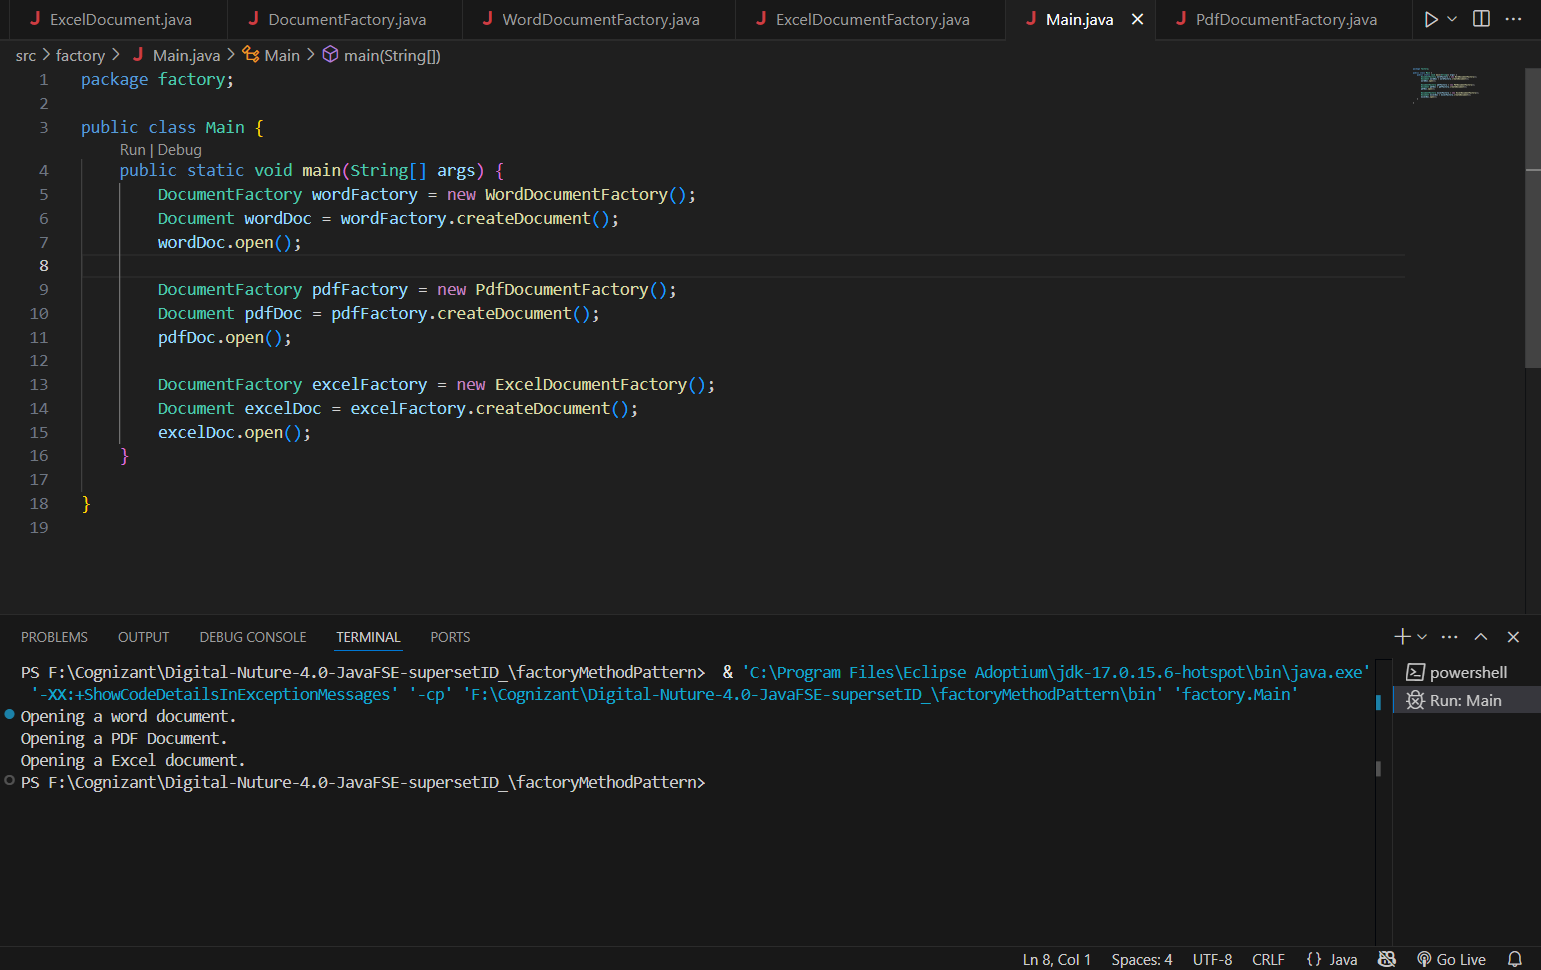 ExcelDocument.java DocumentFactory.java WordDocumentFactory.java ExcelDocumentFactory.java Main.java PdfDocumentFactory.java
src > factory > Main.java > Main > main(String[])
1 package factory;
2
3 public class Main {
Run | Debug
4 public static void main(String[] args) {
5 DocumentFactory wordFactory = new WordDocumentFactory();
6 Document wordDoc = wordFactory.createDocument();
7 wordDoc.open();
8
9 DocumentFactory pdfFactory = new PdfDocumentFactory();
10 Document pdfDoc = pdfFactory.createDocument();
11 pdfDoc.open();
12
13 DocumentFactory excelFactory = new ExcelDocumentFactory();
14 Document excelDoc = excelFactory.createDocument();
15 excelDoc.open();
16 }
17
18 }
19
PROBLEMS OUTPUT DEBUG CONSOLE TERMINAL PORTS
PS F:\Cognizant\Digital-Nuture-4.0-JavaFSE-supersetID_\factoryMethodPattern> & 'C:\Program Files\Eclipse Adoptium\jdk-17.0.15.6-hotspot\bin\java.exe'
'-XX:+ShowCodeDetailsInExceptionMessages' '-cp' 'F:\Cognizant\Digital-Nuture-4.0-JavaFSE-supersetID_\factoryMethodPattern\bin' 'factory.Main'
Opening a word document.
Opening a PDF Document.
Opening a Excel document.
PS F:\Cognizant\Digital-Nuture-4.0-JavaFSE-supersetID_\factoryMethodPattern>
powershell
Run: Main
Ln 8, Col 1 Spaces: 4 UTF-8 CRLF {} Java Go Live